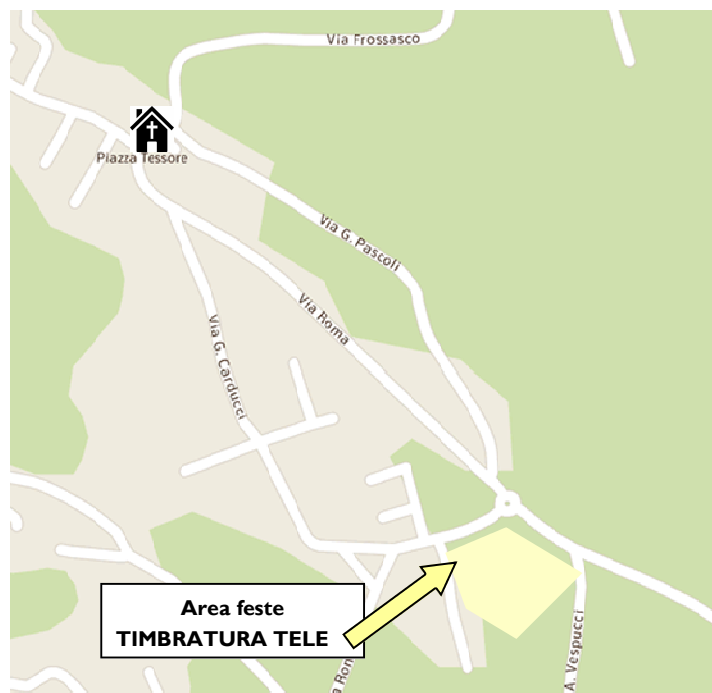 Via Frossasco
Piazza Tessore
Via G. Pascoli
Via Roma
Via G. Carducci
Area feste
TIMBRATURA TELE
A. Vespucci